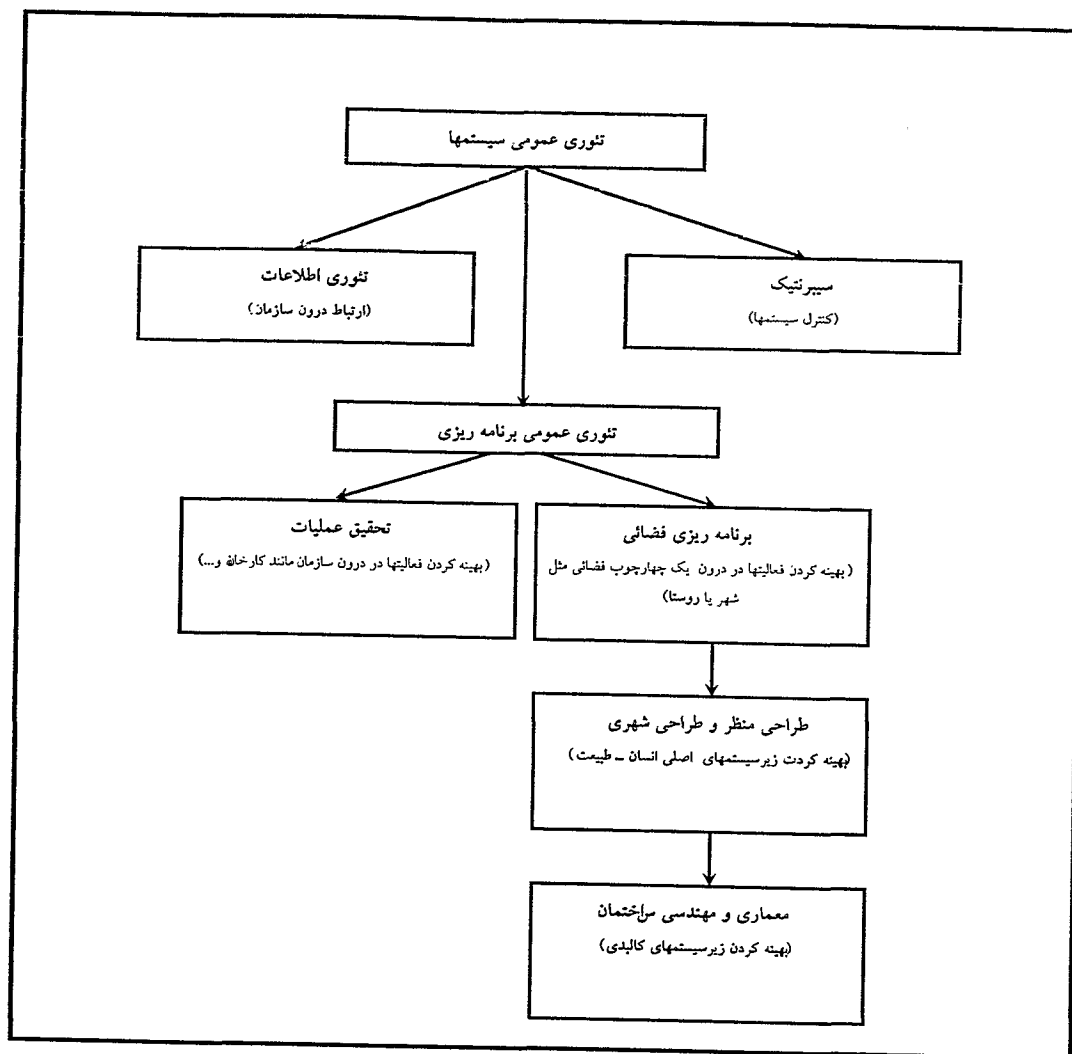 تئوری عمومی سیستمها
سیبرنتیک
(کنترل سیستمها)
تئوری اطلاعات
(ارتباط درون سازمان)
تئوری عمومی برنامه ریزی
برنامه ریزی فضائی
(بهینه کردن فعالیتها در درون یک چهارچوب فضائی مثل
شهر یا روستا)
تحقیق عملیات
(بهینه کردن فعالیتها در درون سازمان مانند کارخانه و...)
طراحی منظر و طراحی شهری
(بهینه کردت زیرسیستمهای اصلی انسان ــ طبیعت)
معماری و مهندسی ساختمان
(بهینه کردن زیرسیستمهای کالبدی)